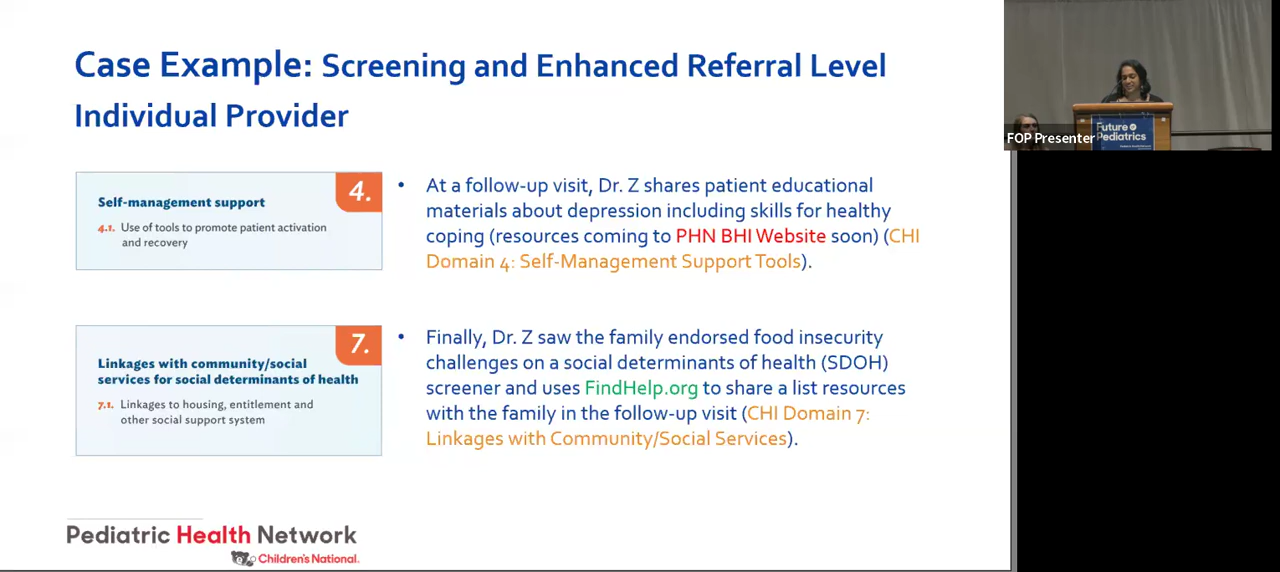 Case Example: Screening and Enhanced Referral Level
Individual Provider
4.
Self-management support
4.1. Use of tools to promote patient activation
and recovery
• At a follow-up visit, Dr. Z shares patient educational
materials about depression including skills for healthy
coping (resources coming to PHN BHI Website soon) (CHI
Domain 4: Self-Management Support Tools).
7.
Linkages with community/social
services for social determinants of health
7.1. Linkages to housing, entitlement and
other social support system
• Finally, Dr. Z saw the family endorsed food insecurity
challenges on a social determinants of health (SDOH)
screener and uses FindHelp.org to share a list resources
with the family in the follow-up visit (CHI Domain 7:
Linkages with Community/Social Services).
Pediatric Health Network
Children's National.
FOP Presenter
Future of
Pediatrics